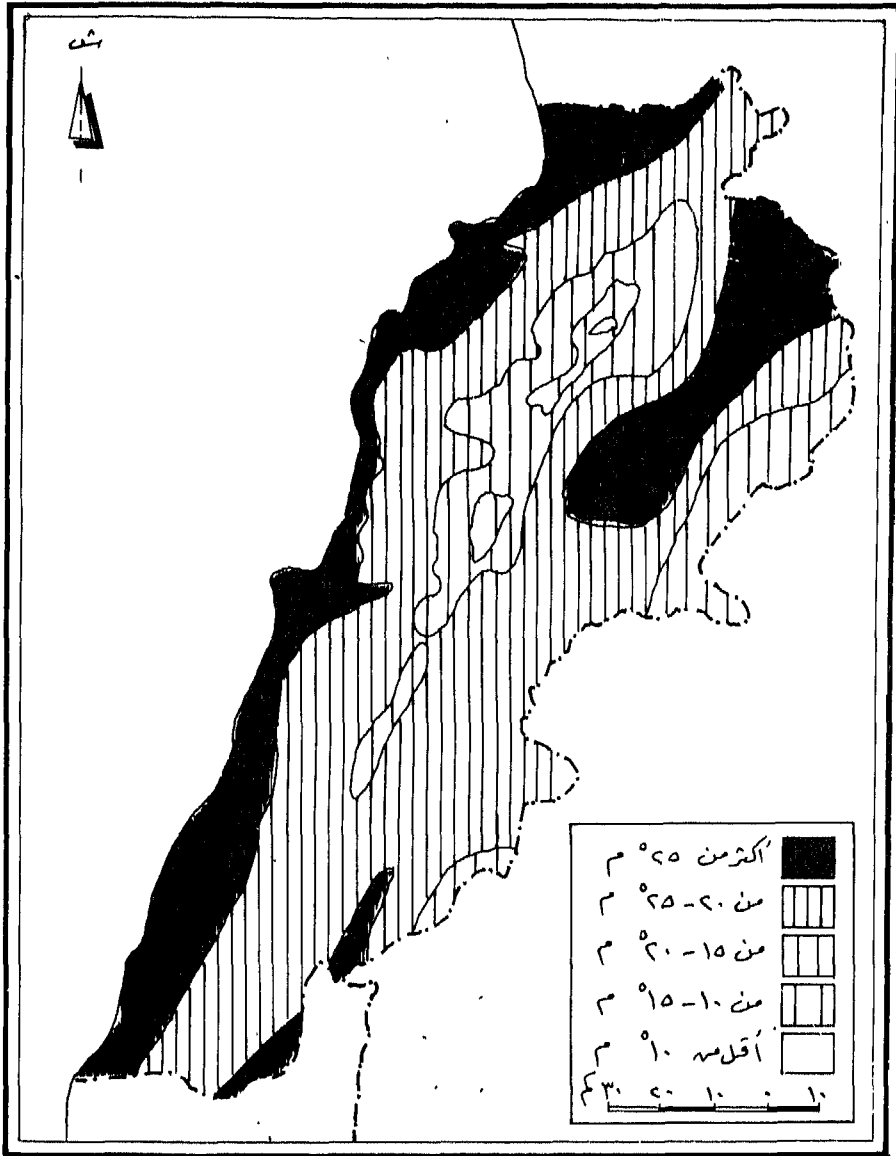 ش
أكثر من ٢٥° م
من ٢٠-٢٥° م
من ١٥-٢٠° م
من ١٠-١٥° م
أقل من ١٠° م
١٠ ٠ ١٠ ٢٠ ٣٠ كم